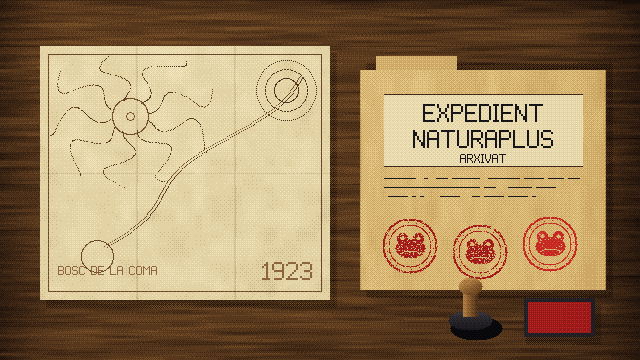 BOSC DE LA COMA
1923
EXPEDIENT
NATURAPLUS
ARXIVAT